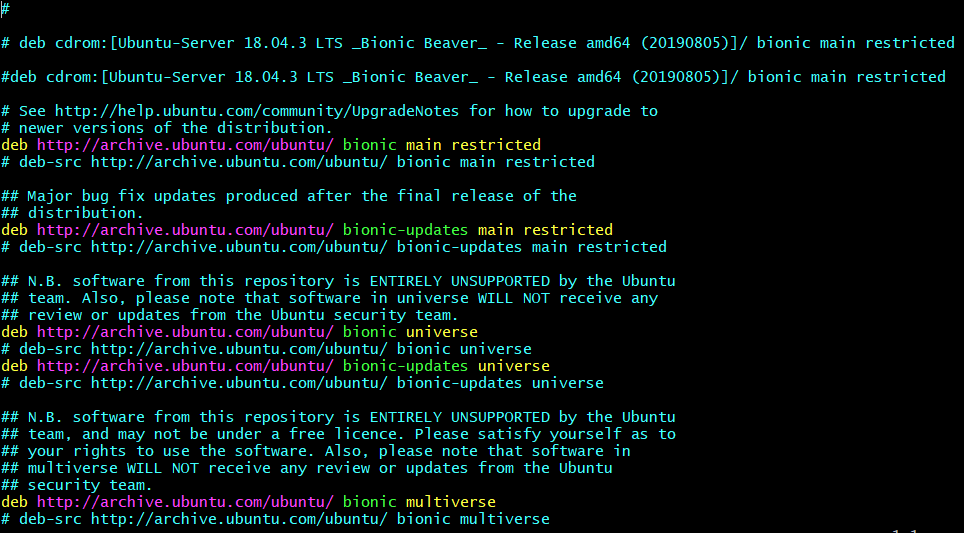 #
# deb cdrom:[Ubuntu-Server 18.04.3 LTS _Bionic Beaver_ - Release amd64 (20190805)]/ bionic main restricted
#deb cdrom:[Ubuntu-Server 18.04.3 LTS _Bionic Beaver_ - Release amd64 (20190805)]/ bionic main restricted
# See http://help.ubuntu.com/community/UpgradeNotes for how to upgrade to
# newer versions of the distribution.
deb http://archive.ubuntu.com/ubuntu/ bionic main restricted
# deb-src http://archive.ubuntu.com/ubuntu/ bionic main restricted
## Major bug fix updates produced after the final release of the
## distribution.
deb http://archive.ubuntu.com/ubuntu/ bionic-updates main restricted
# deb-src http://archive.ubuntu.com/ubuntu/ bionic-updates main restricted
## N.B. software from this repository is ENTIRELY UNSUPPORTED by the Ubuntu
## team. Also, please note that software in universe WILL NOT receive any
## review or updates from the Ubuntu security team.
deb http://archive.ubuntu.com/ubuntu/ bionic universe
# deb-src http://archive.ubuntu.com/ubuntu/ bionic universe
deb http://archive.ubuntu.com/ubuntu/ bionic-updates universe
# deb-src http://archive.ubuntu.com/ubuntu/ bionic-updates universe
## N.B. software from this repository is ENTIRELY UNSUPPORTED by the Ubuntu
## team, and may not be under a free licence. Please satisfy yourself as to
## your rights to use the software. Also, please note that software in
## multiverse WILL NOT receive any review or updates from the Ubuntu
## security team.
deb http://archive.ubuntu.com/ubuntu/ bionic multiverse
# deb-src http://archive.ubuntu.com/ubuntu/ bionic multiverse